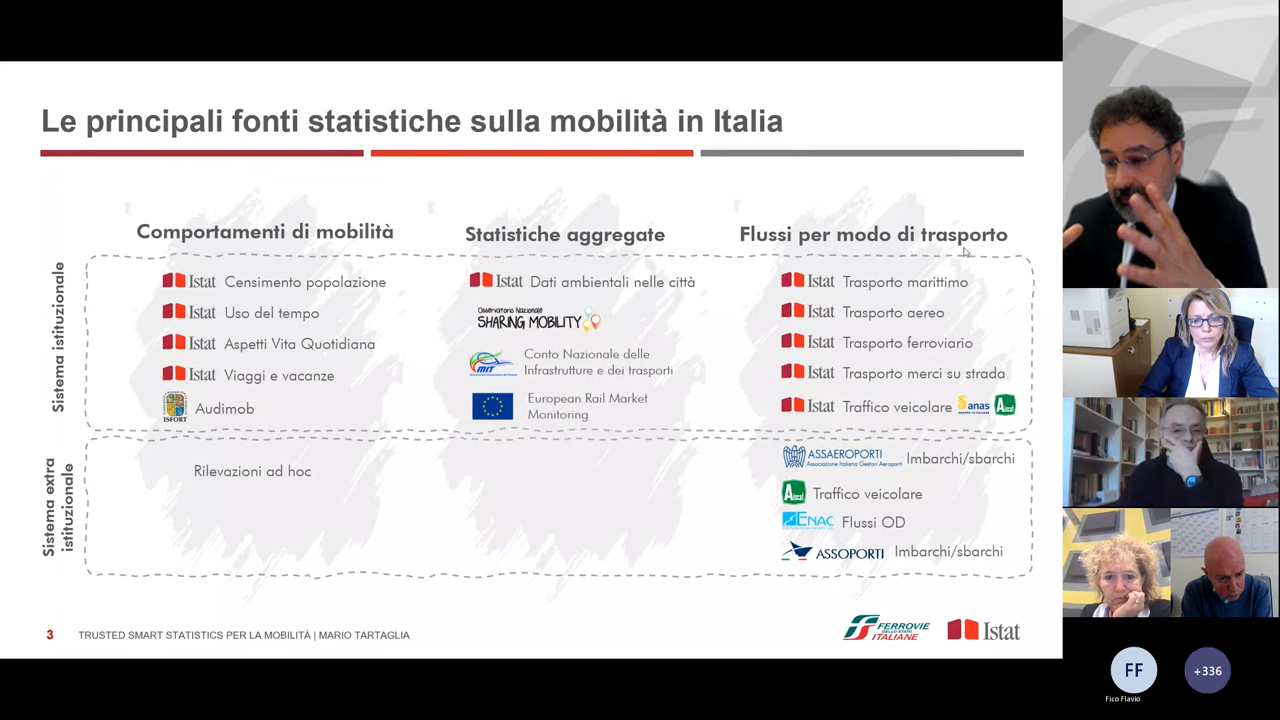 Le principali fonti statistiche sulla mobilità in Italia
Comportamenti di mobilità
Statistiche aggregate
Flussi per modo di trasporto
Sistema istituzionale
Istat Censimento popolazione
Istat Uso del tempo
Istat Aspetti Vita Quotidiana
Istat Viaggi e vacanze
ISFORT Audimob
Istat Dati ambientali nelle città
Osservatorio Nazionale
SHARING MOBILITY
MIT Conto Nazionale delle
Infrastrutture e dei trasporti
European Rail Market
Monitoring
Istat Trasporto marittimo
Istat Trasporto aereo
Istat Trasporto ferroviario
Istat Trasporto merci su strada
Istat Traffico veicolare Sanas Aiscat
Sistema extra
istituzionale
Rilevazioni ad hoc
ASSAEROPORTI Imbarchi/sbarchi
Associazione Italiana Gestori Aeroporti
Aiscat Traffico veicolare
ENAC Flussi OD
ASSOPORTI Imbarchi/sbarchi
3 TRUSTED SMART STATISTICS PER LA MOBILITÀ | MARIO TARTAGLIA
FERROVIE
DELLO STATO
ITALIANE
Istat
FF
Fico Flavio
+336